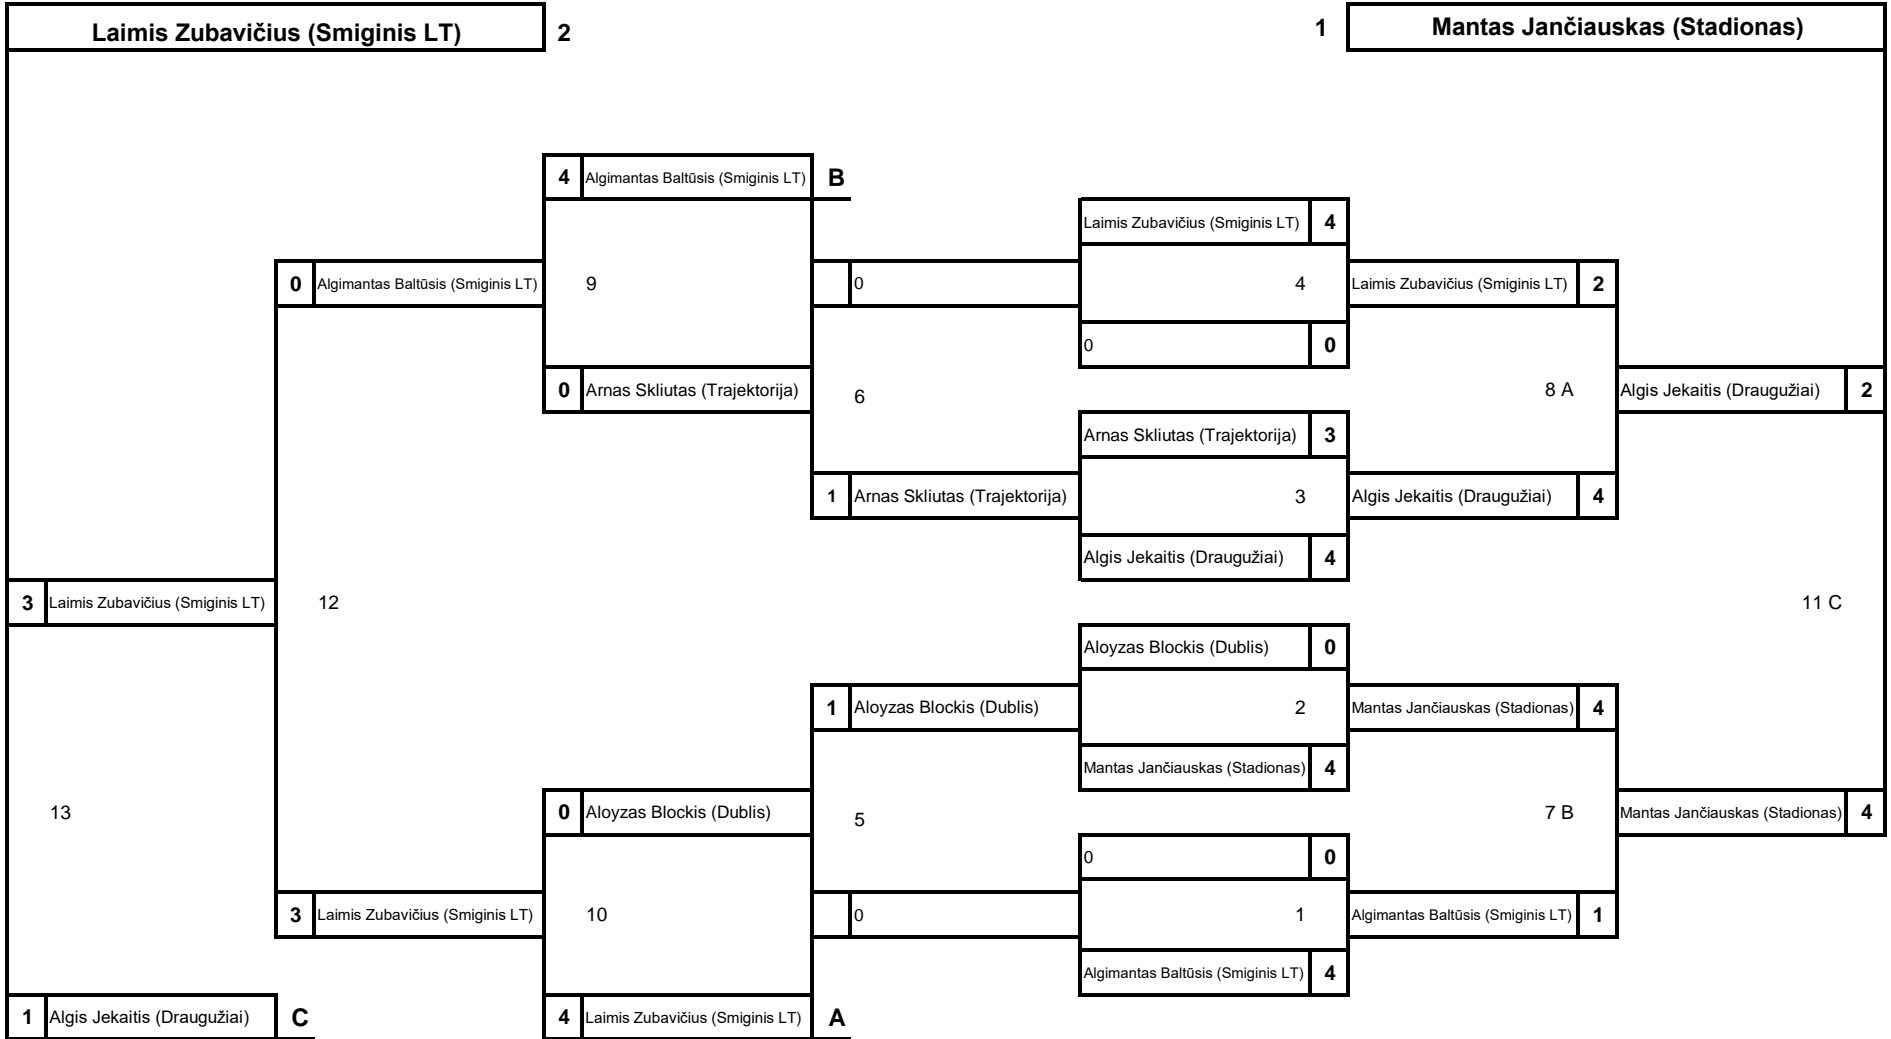 Laimis Zubavičius (Smiginis LT) 2 1 Mantas Jančiauskas (Stadionas)
4 Algimantas Baltūsis (Smiginis LT) B
Laimis Zubavičius (Smiginis LT) 4
0 Algimantas Baltūsis (Smiginis LT) 9 0 4 Laimis Zubavičius (Smiginis LT) 2
0 0
0 Arnas Skliutas (Trajektorija) 6 8 A Algis Jekaitis (Draugužiai) 2
Arnas Skliutas (Trajektorija) 3
1 Arnas Skliutas (Trajektorija) 3 Algis Jekaitis (Draugužiai) 4
Algis Jekaitis (Draugužiai) 4
3 Laimis Zubavičius (Smiginis LT) 12 11 C
Aloyzas Blockis (Dublis) 0
1 Aloyzas Blockis (Dublis) 2 Mantas Jančiauskas (Stadionas) 4
Mantas Jančiauskas (Stadionas) 4
13 0 Aloyzas Blockis (Dublis) 5 7 B Mantas Jančiauskas (Stadionas) 4
0 0
3 Laimis Zubavičius (Smiginis LT) 10 0 1 Algimantas Baltūsis (Smiginis LT) 1
Algimantas Baltūsis (Smiginis LT) 4
1 Algis Jekaitis (Draugužiai) C 4 Laimis Zubavičius (Smiginis LT) A